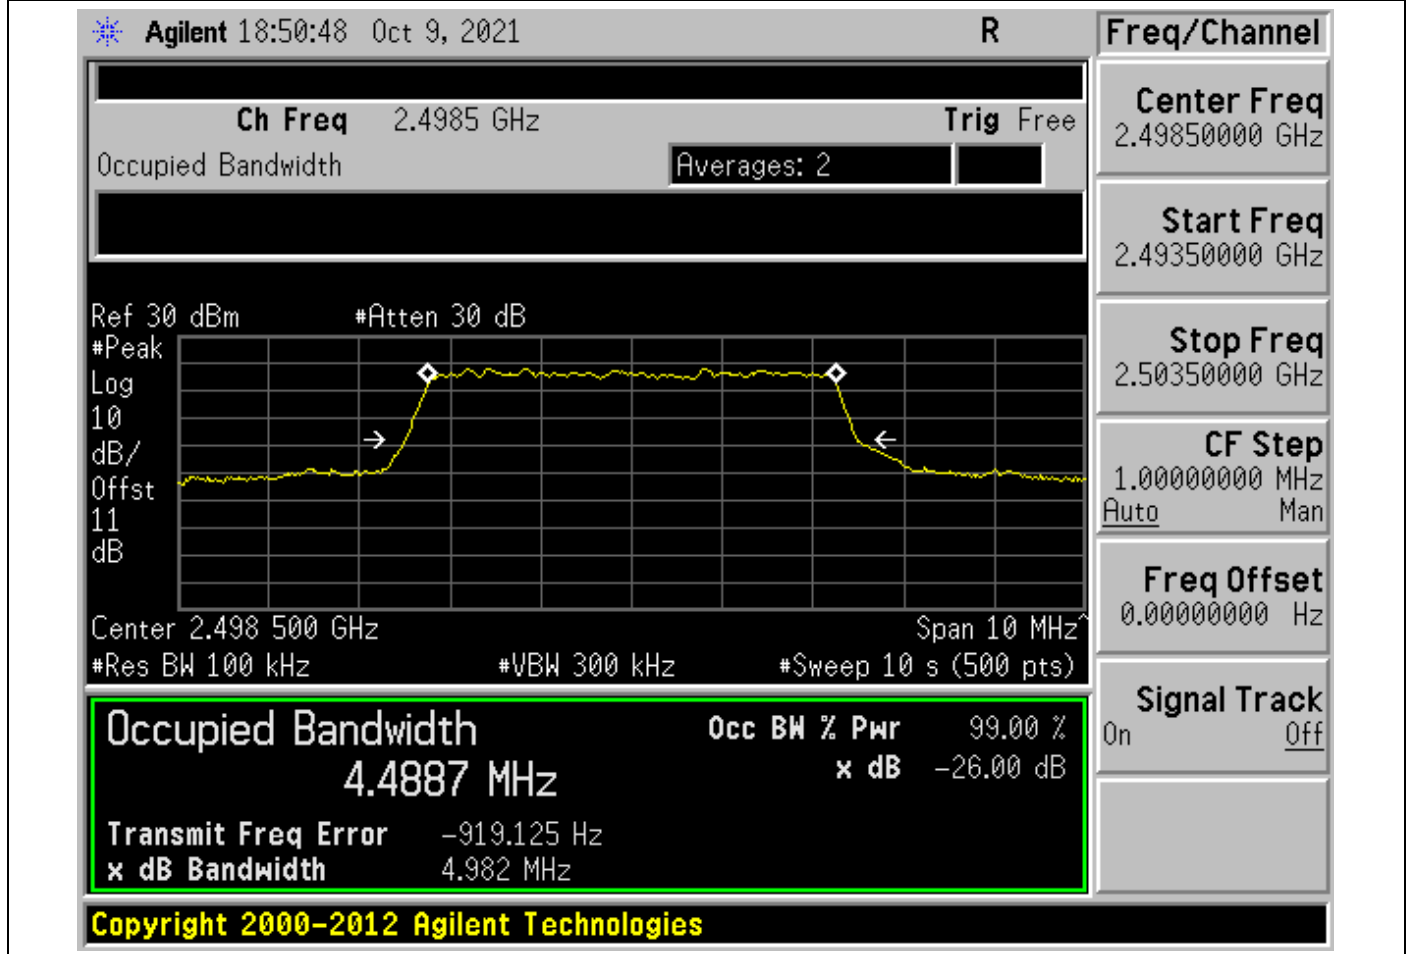 Agilent 18:50:48 Oct 9, 2021 R Freq/Channel
Ch Freq 2.4985 GHz Trig Free
Occupied Bandwidth Averages: 2
Center Freq
2.49850000 GHz
Start Freq
2.49350000 GHz
Stop Freq
2.50350000 GHz
CF Step
1.00000000 MHz
Auto Man
Freq Offset
0.00000000 Hz
Signal Track
On Off
Ref 30 dBm #Atten 30 dB
#Peak
Log
10
dB/
Offst
11
dB
Center 2.498 500 GHz Span 10 MHz^
#Res BW 100 kHz #VBW 300 kHz #Sweep 10 s (500 pts)
Occupied Bandwidth Occ BW % Pwr 99.00 %
4.4887 MHz x dB -26.00 dB
Transmit Freq Error -919.125 Hz
x dB Bandwidth 4.982 MHz
Copyright 2000-2012 Agilent Technologies